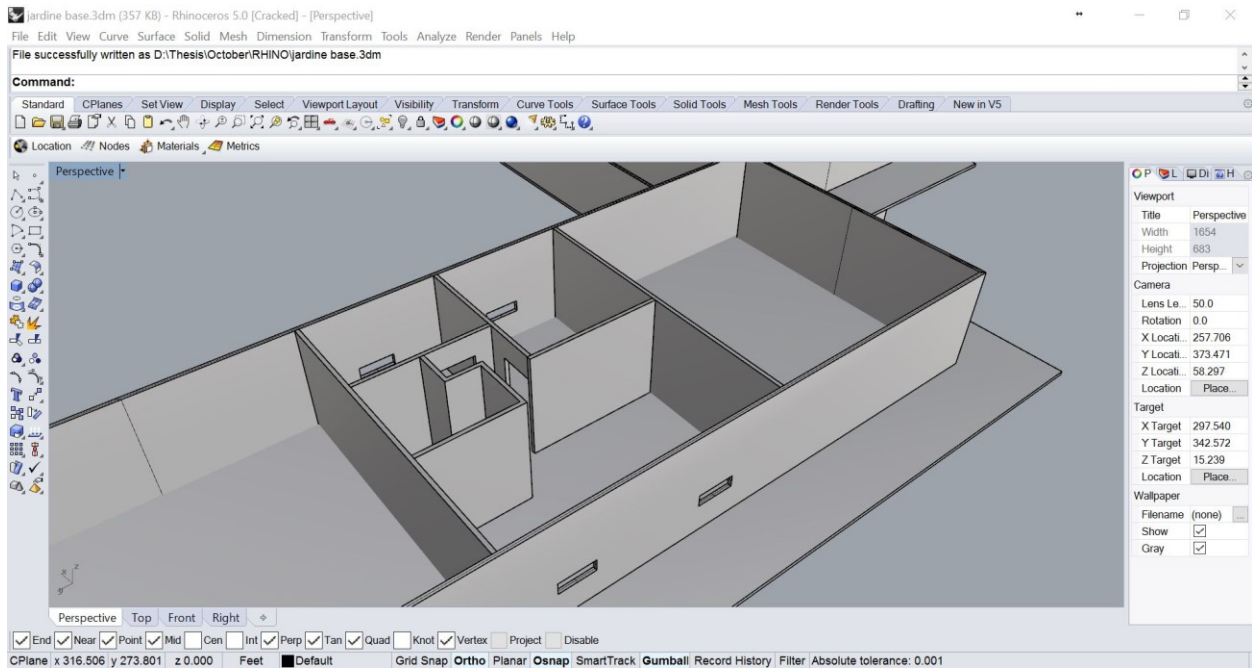 jardine base.3dm (357 KB) - Rhinoceros 5.0 [Cracked] - [Perspective]
File Edit View Curve Surface Solid Mesh Dimension Transform Tools Analyze Render Panels Help
File successfully written as D:\Thesis\October\RHINO\jardine base.3dm
Command:
Standard CPlanes Set View Display Select Viewport Layout Visibility Transform Curve Tools Surface Tools Solid Tools Mesh Tools Render Tools Drafting New in V5
Location Nodes Materials Metrics
Perspective
P L Di H
Viewport
Title Perspective
Width 1654
Height 683
Projection Persp...
Camera
Lens Le... 50.0
Rotation 0.0
X Locati... 257.706
Y Locati... 373.471
Z Locati... 58.297
Location Place...
Target
X Target 297.540
Y Target 342.572
Z Target 15.239
Location Place...
Wallpaper
Filename (none) ...
Show
Gray
z
x
y
Perspective Top Front Right
End Near Point Mid Cen Int Perp Tan Quad Knot Vertex Project Disable
CPlane x 316.506 y 273.801 z 0.000 Feet Default Grid Snap Ortho Planar Osnap SmartTrack Gumball Record History Filter Absolute tolerance: 0.001